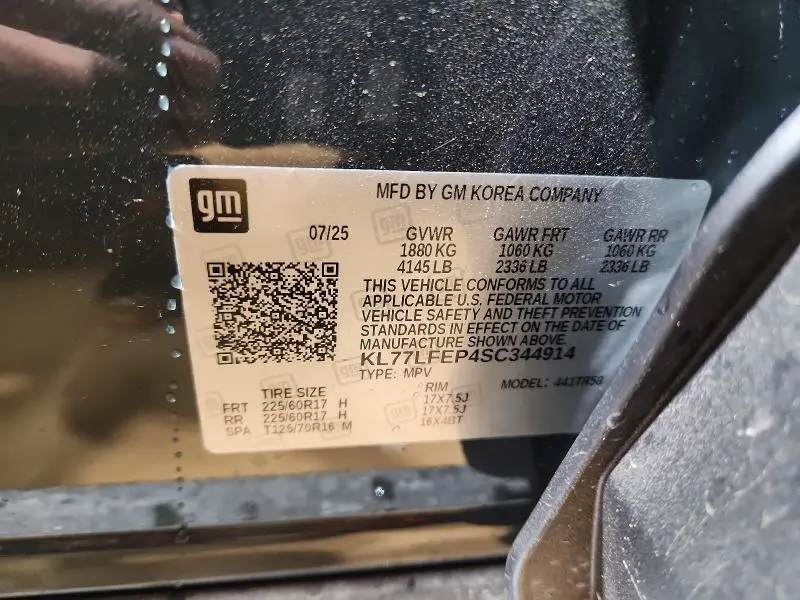 gm
MFD BY GM KOREA COMPANY
07/25 GVWR GAWR FRT GAWR RR
1880 KG 1060 KG 1060 KG
4145 LB 2336 LB 2336 LB
THIS VEHICLE CONFORMS TO ALL
APPLICABLE U.S. FEDERAL MOTOR
VEHICLE SAFETY AND THEFT PREVENTION
STANDARDS IN EFFECT ON THE DATE OF
MANUFACTURE SHOWN ABOVE.
KL77LFEP4SC344914
TYPE: MPV MODEL: 441TR58
TIRE SIZE RIM
FRT 225/60R17 H 17X7.5J
RR 225/60R17 H 17X7.5J
SPA T125/70R16 M 16X4BT